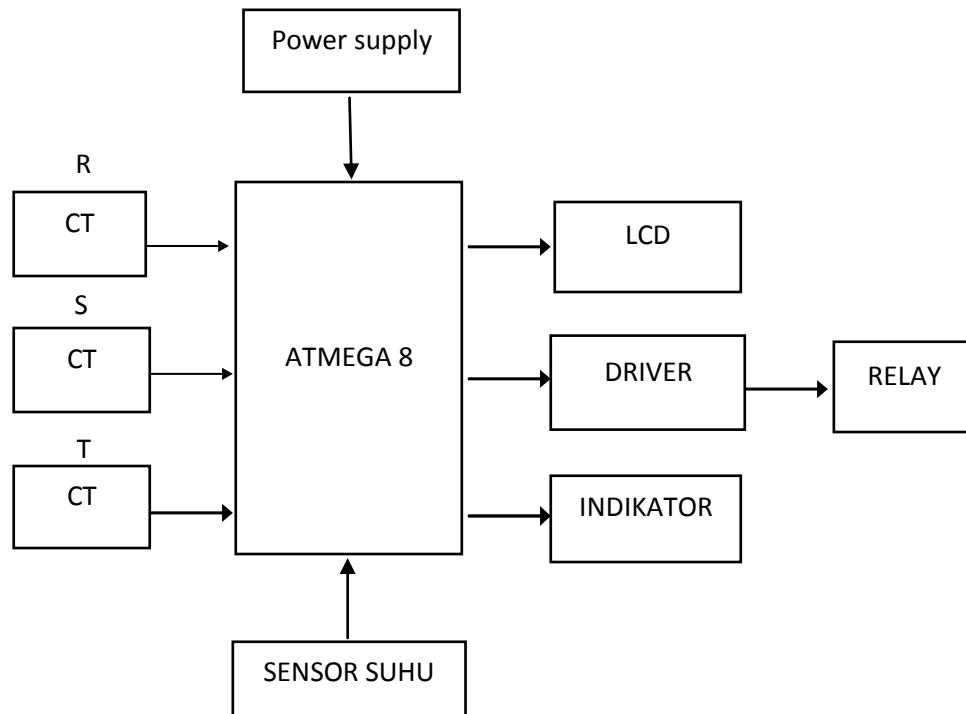 Power supply
R
CT
LCD
S
CT
ATMEGA 8
DRIVER
RELAY
T
CT
INDIKATOR
SENSOR SUHU